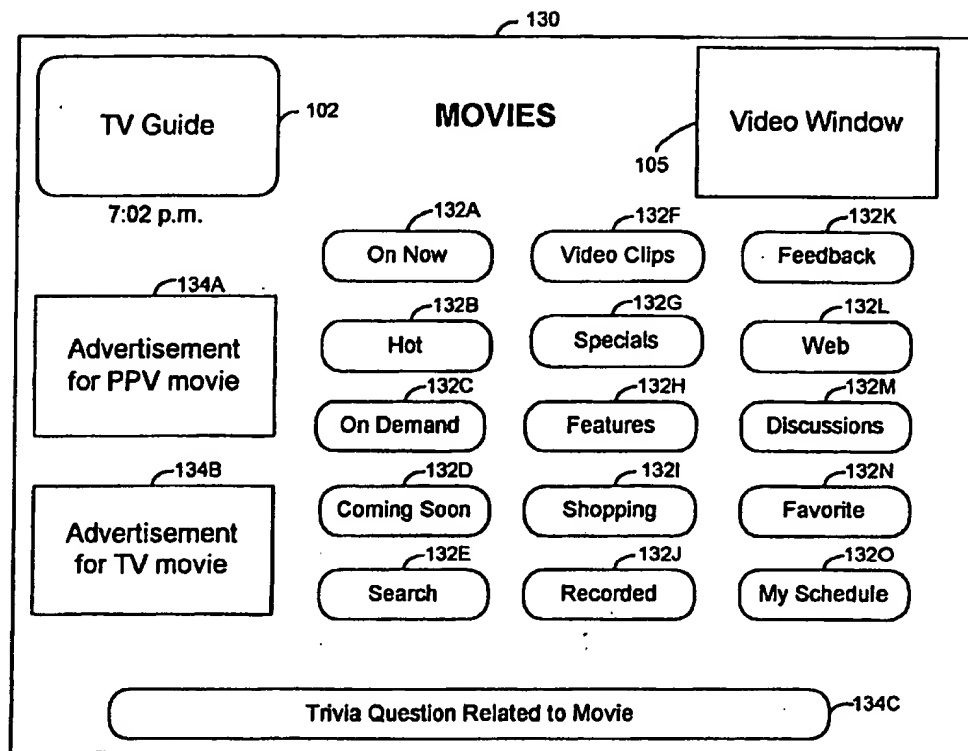 130
TV Guide
102
MOVIES
Video Window
105
7:02 p.m.
132A
132F
132K
On Now
Video Clips
Feedback
134A
132B
132G
132L
Advertisement
for PPV movie
Hot
Specials
Web
132C
132H
132M
On Demand
Features
Discussions
134B
132D
132I
132N
Advertisement
for TV movie
Coming Soon
Shopping
Favorite
132E
132J
132O
Search
Recorded
My Schedule
Trivia Question Related to Movie
134C